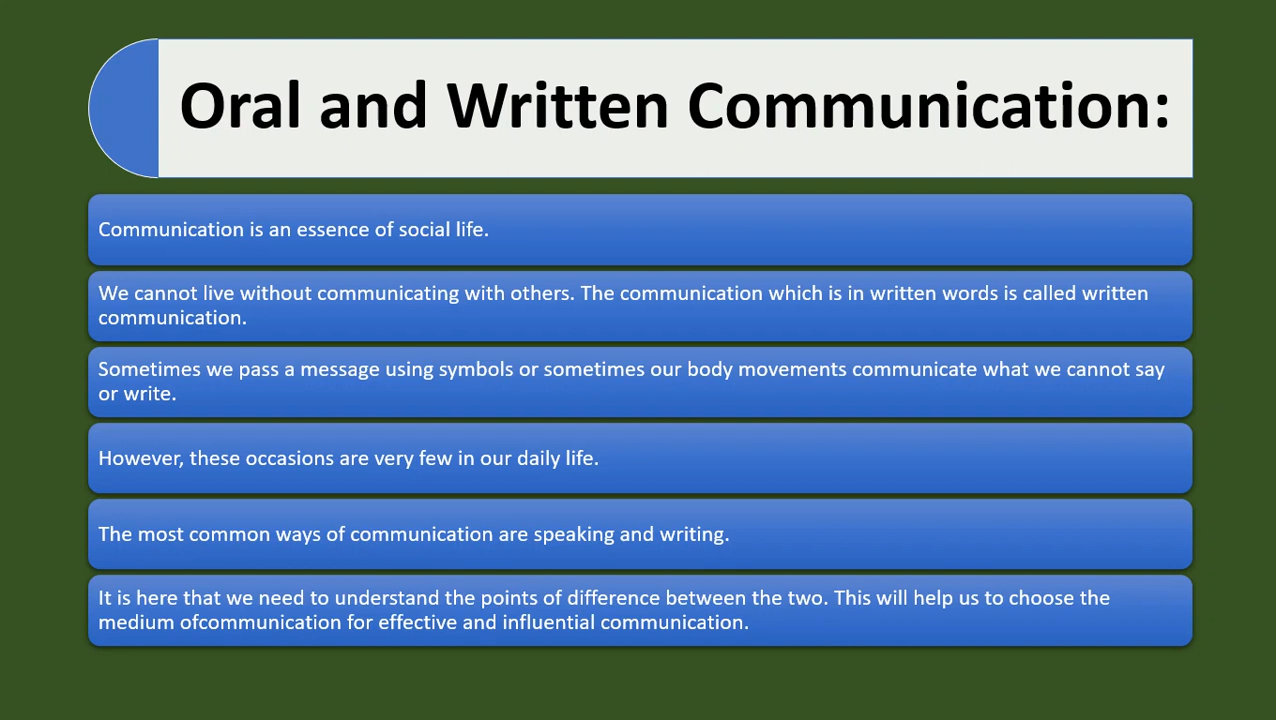 Oral and Written Communication:
Communication is an essence of social life.
We cannot live without communicating with others. The communication which is in written words is called written
communication.
Sometimes we pass a message using symbols or sometimes our body movements communicate what we cannot say
or write.
However, these occasions are very few in our daily life.
The most common ways of communication are speaking and writing.
It is here that we need to understand the points of difference between the two. This will help us to choose the
medium ofcommunication for effective and influential communication.